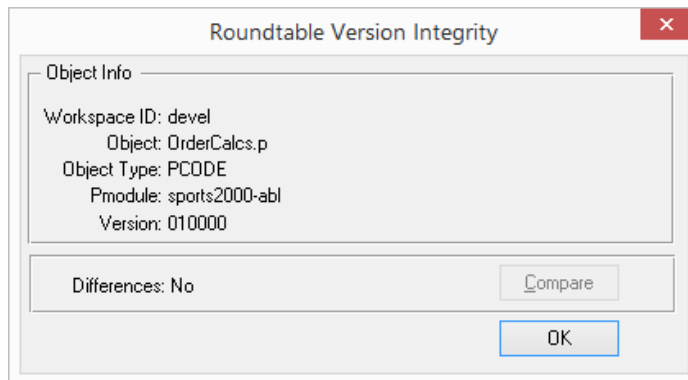 Roundtable Version Integrity
Object Info
Workspace ID: devel
Object: OrderCalcs.p
Object Type: PCODE
Pmodule: sports2000-abl
Version: 010000
Differences: No
Compare
OK